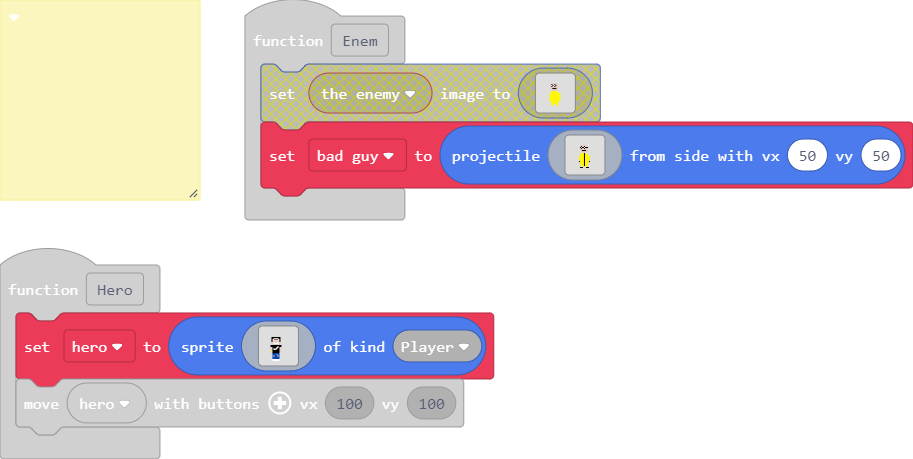 function Enem
set the enemy image to
set bad guy to projectile from side with vx 50 vy 50
function Hero
set hero to sprite of kind Player
move hero with buttons vx 100 vy 100